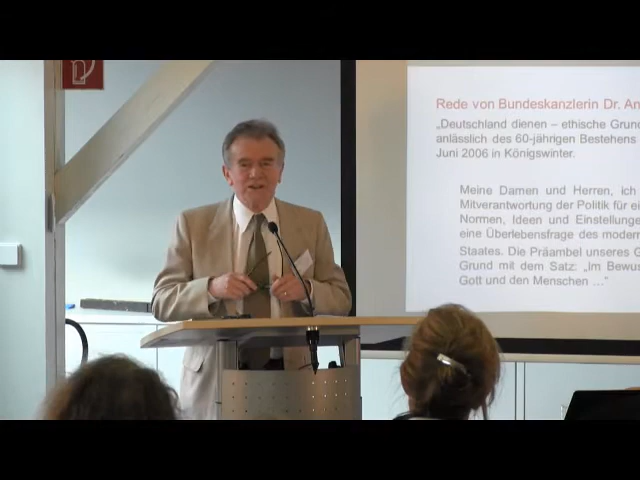 Rede von Bundeskanzlerin Dr. An
„Deutschland dienen – ethische Grun
anlässlich des 60-jährigen Bestehens
Juni 2006 in Königswinter.
Meine Damen und Herren, ich
Mitverantwortung der Politik für ei
Normen, Ideen und Einstellunge
eine Überlebensfrage des modern
Staates. Die Präambel unseres G
Grund mit dem Satz: „Im Bewus
Gott und den Menschen …“